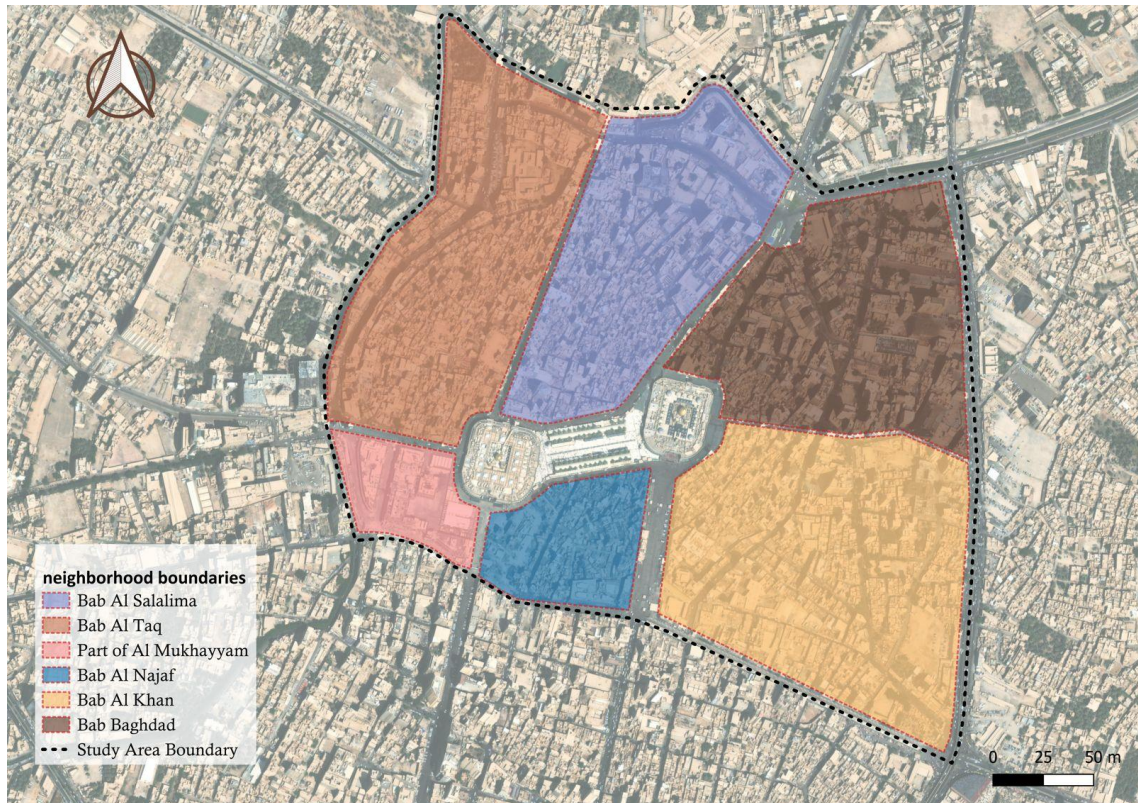 neighborhood boundaries
Bab Al Salalima
Bab Al Taq
Part of Al Mukhayyam
Bab Al Najaf
Bab Al Khan
Bab Baghdad
Study Area Boundary
0 25 50 m